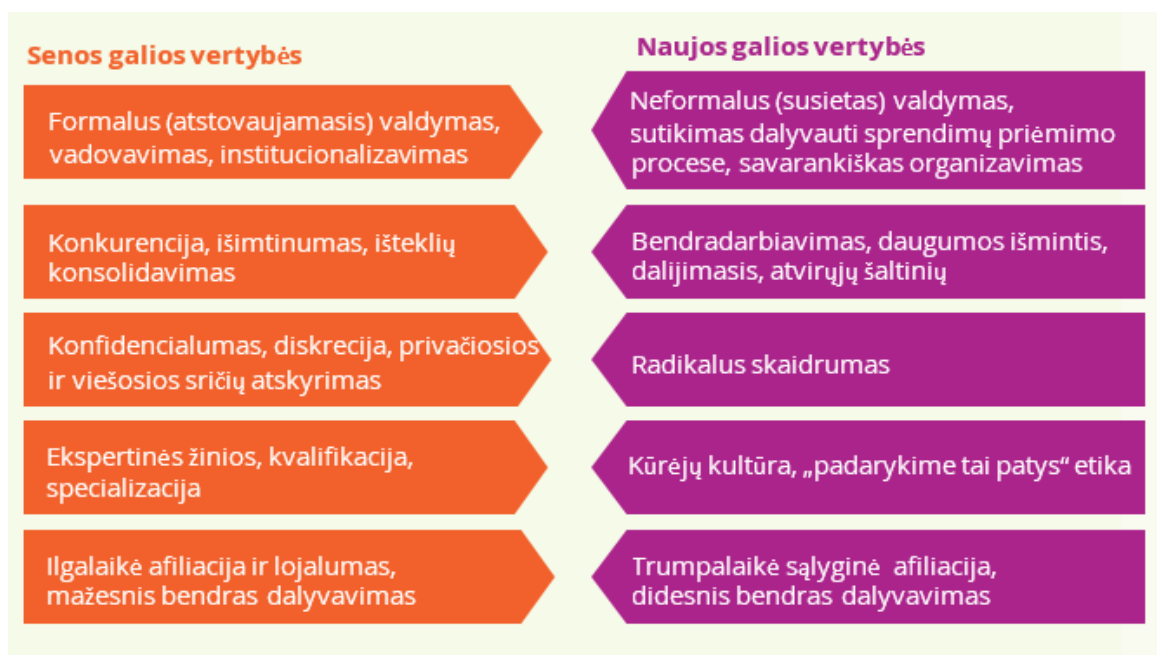 Senos galios vertybės
Naujos galios vertybės
Formalus (atstovaujamasis) valdymas,
vadovavimas, institucionalizavimas
Neformalus (susietas) valdymas,
sutikimas dalyvauti sprendimų priėmimo
procese, savarankiškas organizavimas
Konkurencija, išimtinumas, išteklių
konsolidavimas
Bendradarbiavimas, daugumos išmintis,
dalijimasis, atvirųjų šaltinių
Konfidencialumas, diskrecija, privačiosios
ir viešosios sričių atskyrimas
Radikalus skaidrumas
Ekspertinės žinios, kvalifikacija,
specializacija
Kūrėjų kultūra, „padarykime tai patys“ etika
Ilgalaikė afiliacija ir lojalumas,
mažesnis bendras dalyvavimas
Trumpalaikė sąlyginė afiliacija,
didesnis bendras dalyvavimas